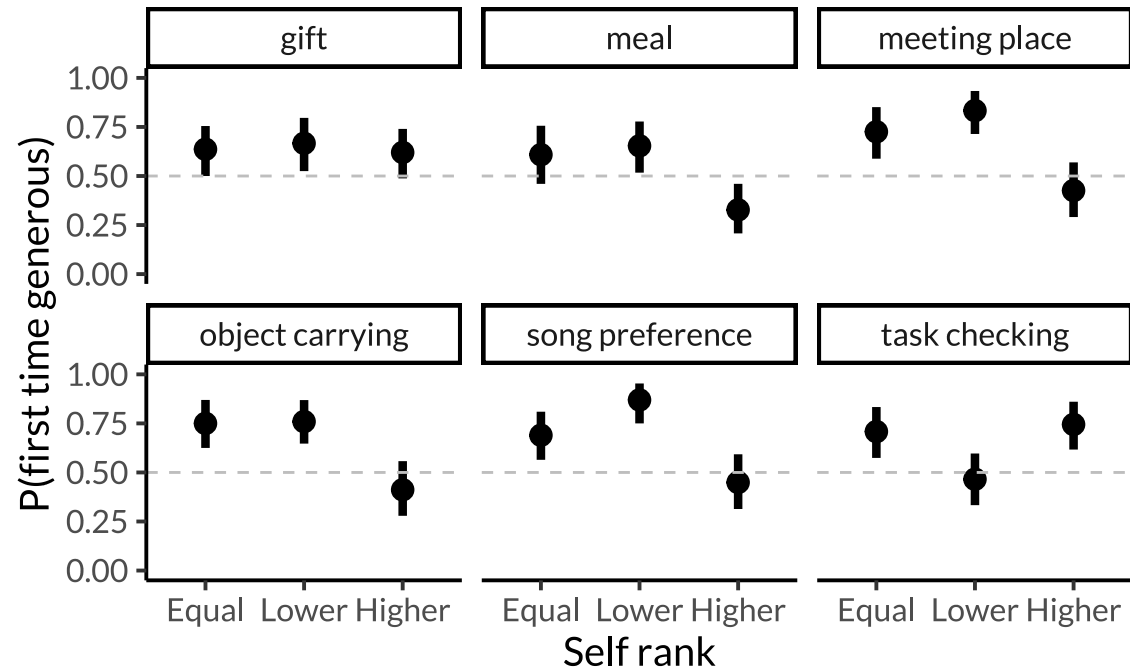 gift meal meeting place
1.00
0.75
0.50
0.25
0.00
object carrying song preference task checking
1.00
0.75
0.50
0.25
0.00
P(first time generous)
Equal Lower Higher Equal Lower Higher Equal Lower Higher
Self rank